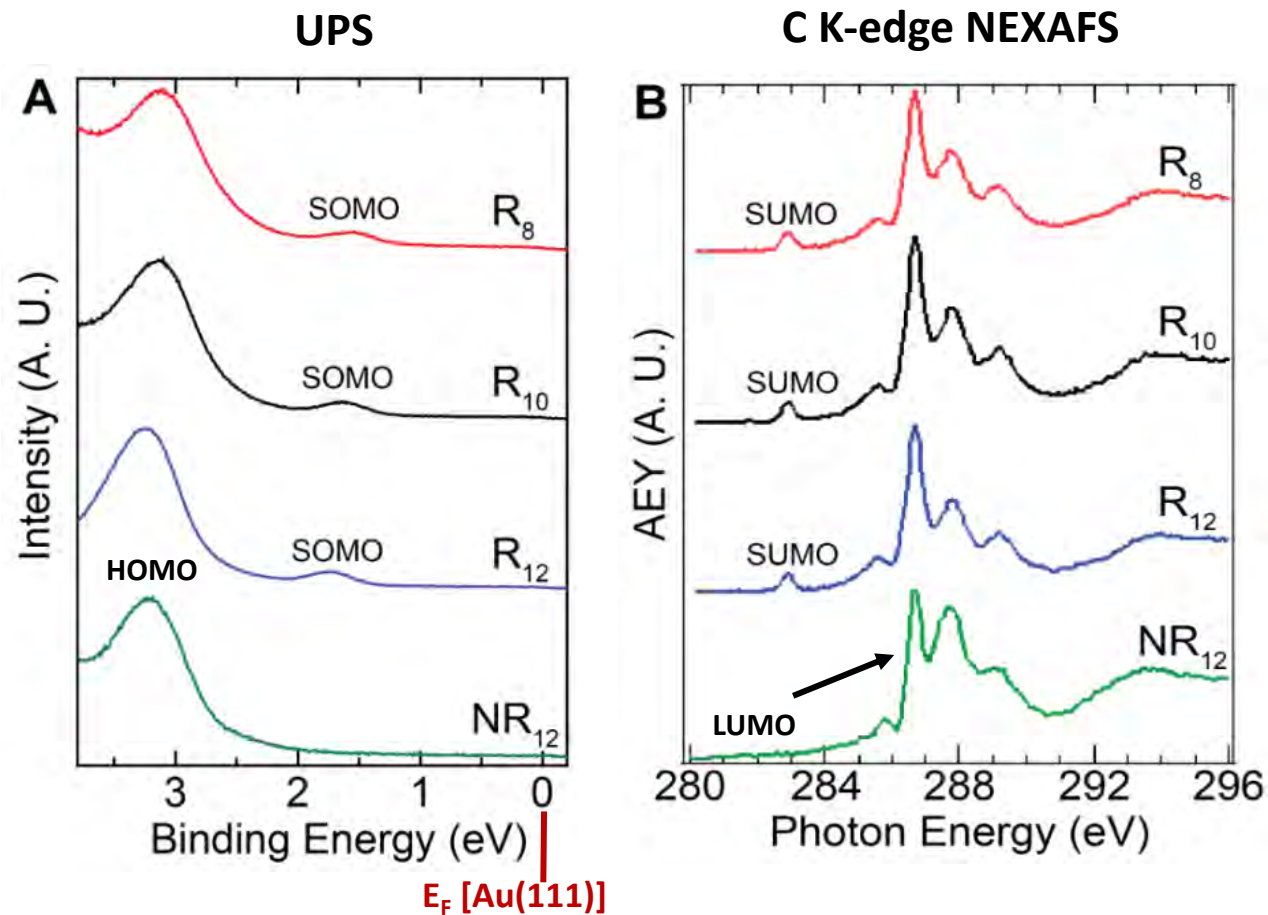 UPS
A
SOMO
R₈
SOMO
R₁₀
SOMO
R₁₂
HOMO
NR₁₂
3 2 1 0
Binding Energy (eV)
Intensity (A. U.)
E_F [Au(111)]
C K-edge NEXAFS
B
SUMO
R₈
SUMO
R₁₀
SUMO
R₁₂
LUMO
NR₁₂
280 284 288 292 296
Photon Energy (eV)
AEY (A. U.)